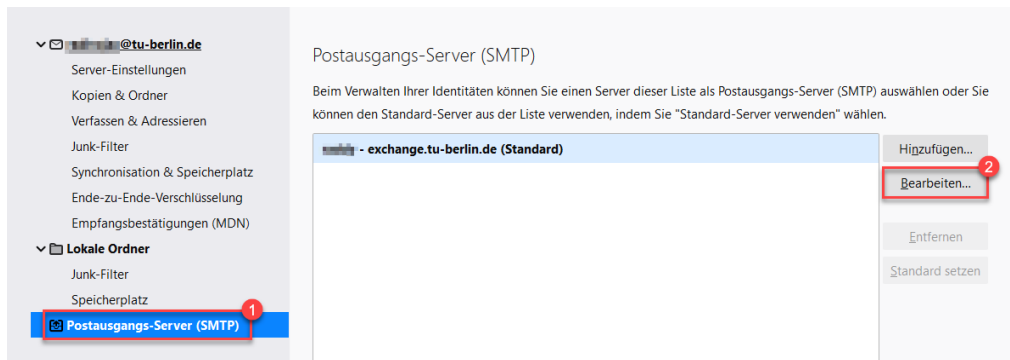 @tu-berlin.de
Server-Einstellungen
Kopien & Ordner
Verfassen & Adressieren
Junk-Filter
Synchronisation & Speicherplatz
Ende-zu-Ende-Verschlüsselung
Empfangsbestätigungen (MDN)
Lokale Ordner
Junk-Filter
Speicherplatz
1
Postausgangs-Server (SMTP)
Postausgangs-Server (SMTP)
Beim Verwalten Ihrer Identitäten können Sie einen Server dieser Liste als Postausgangs-Server (SMTP) auswählen oder Sie
können den Standard-Server aus der Liste verwenden, indem Sie "Standard-Server verwenden" wählen.
- exchange.tu-berlin.de (Standard)
Hinzufügen...
2
Bearbeiten...
Entfernen
Standard setzen